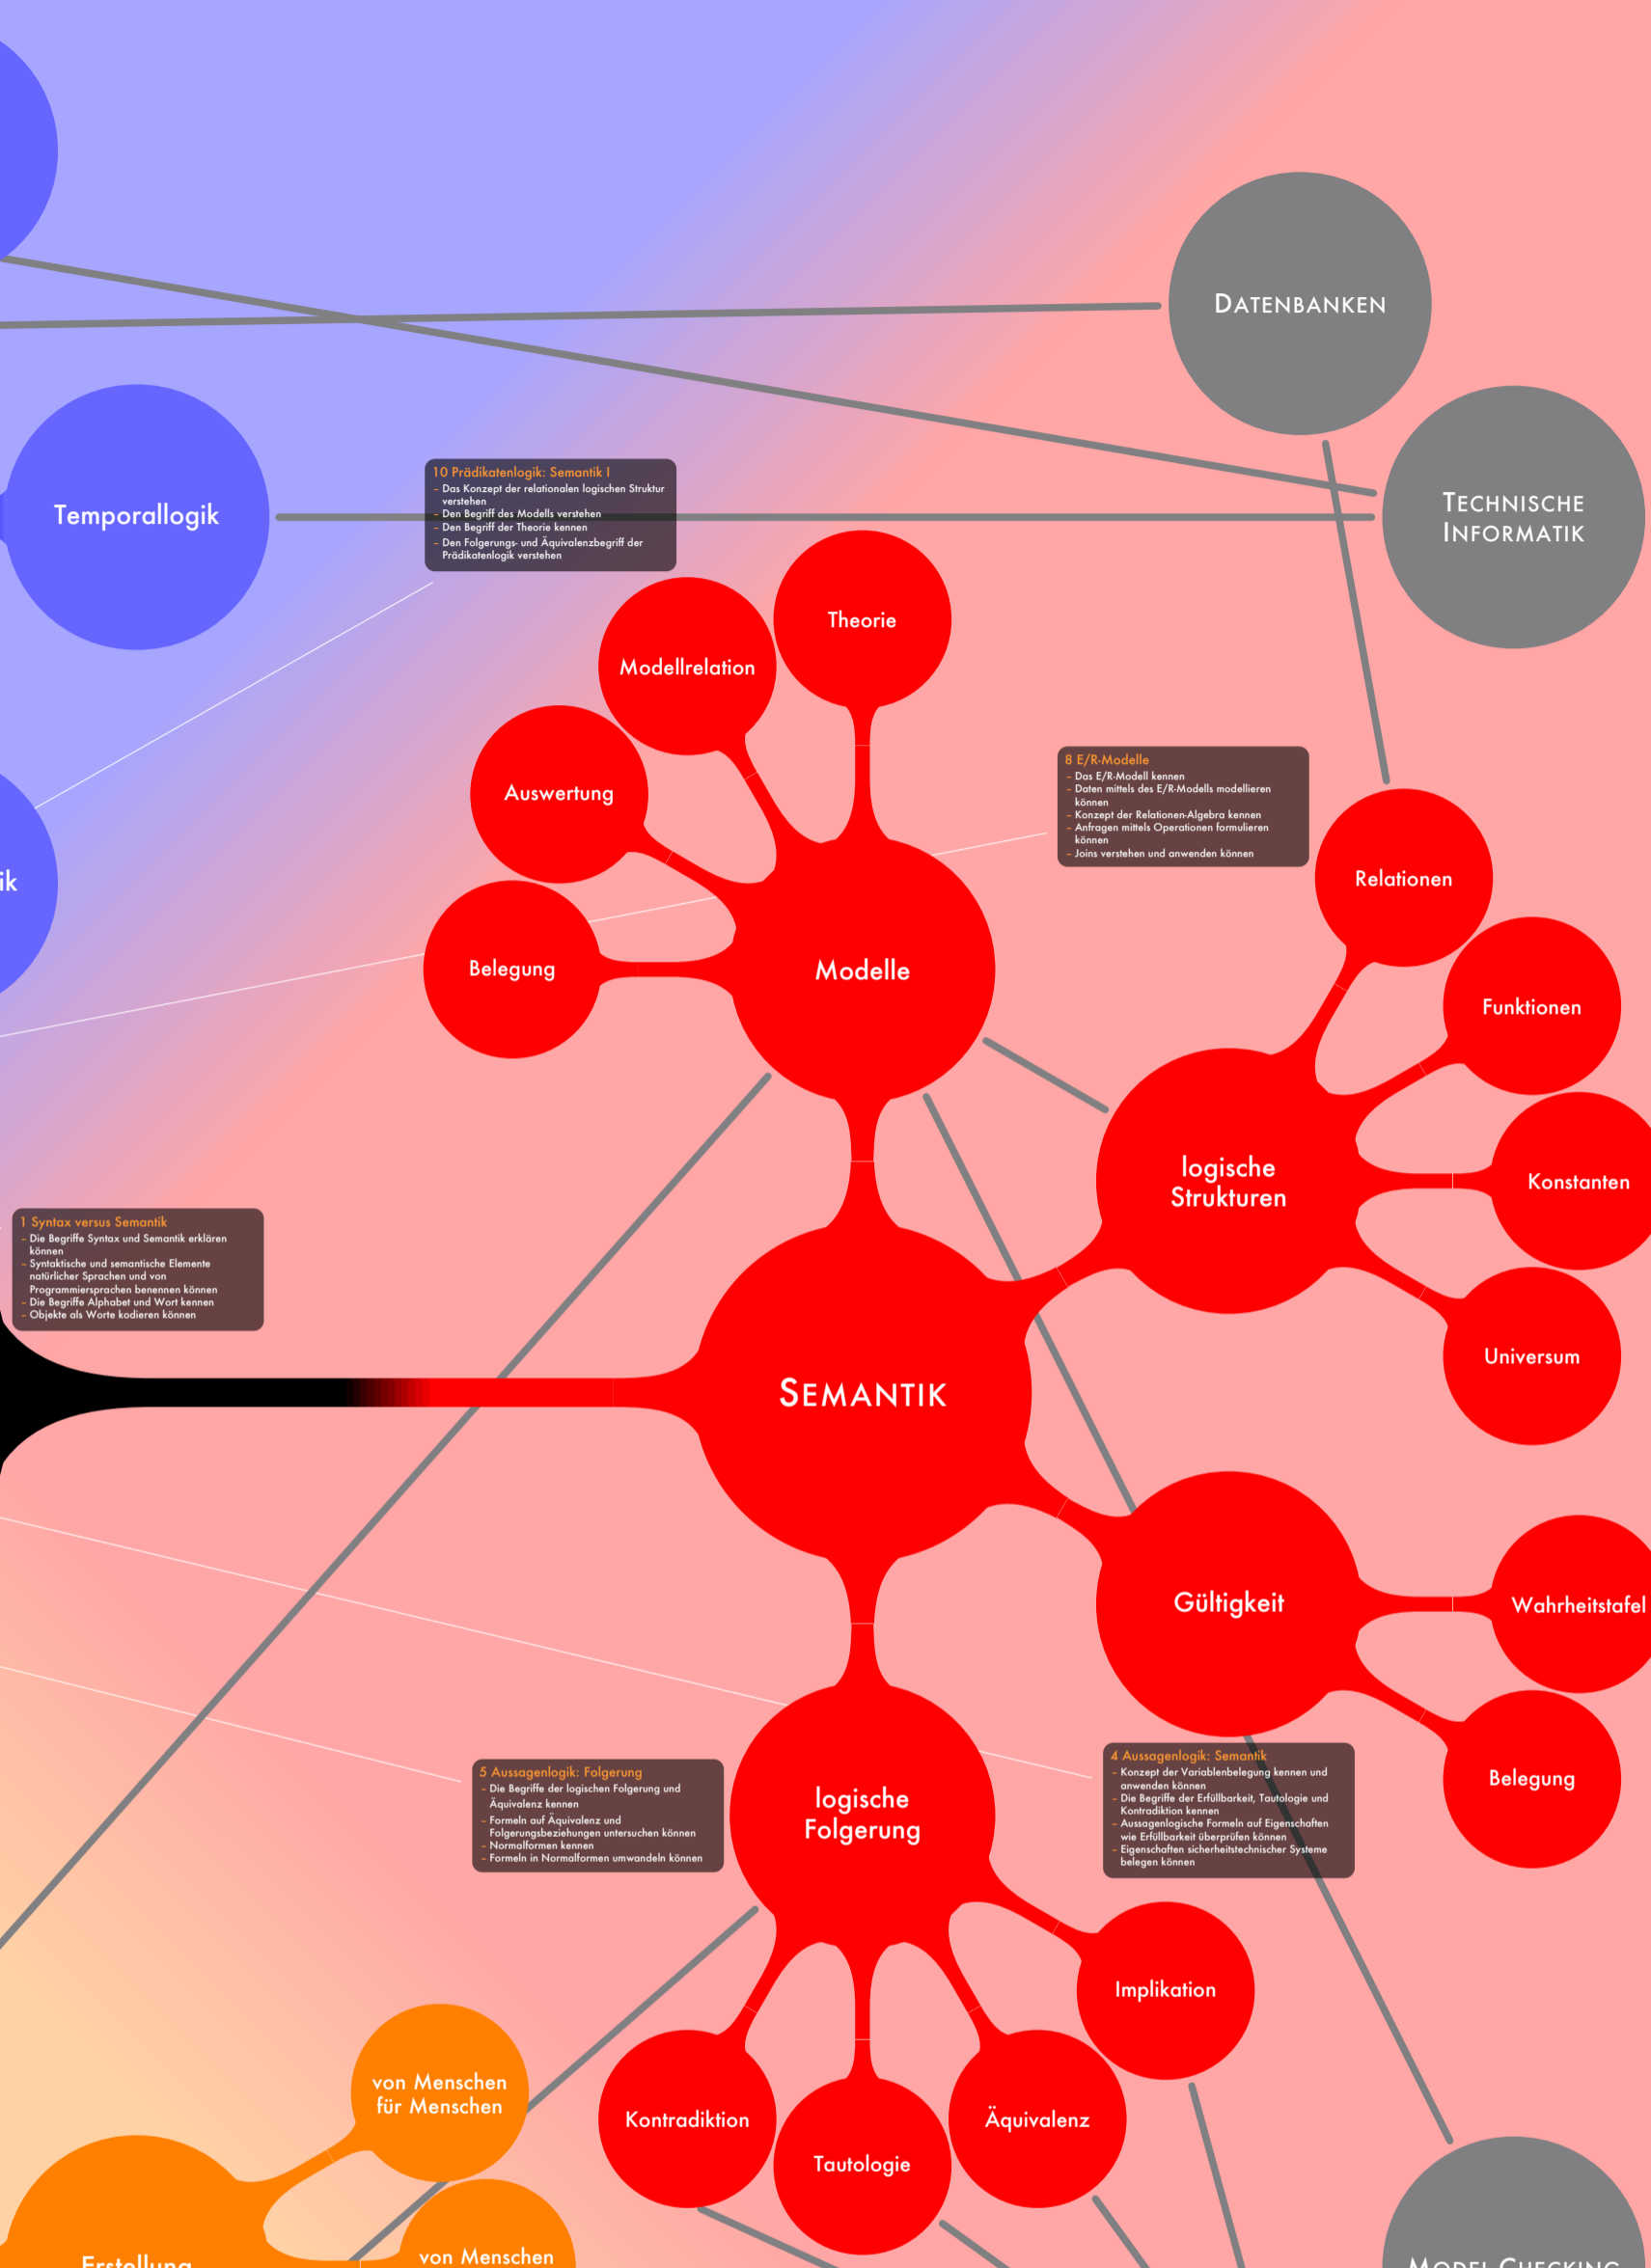 DATENBANKEN
TECHNISCHE
INFORMATIK
Temporallogik
10 Prädikatenlogik: Semantik I
– Das Konzept der relationalen logischen Struktur
verstehen
– Den Begriff des Modells verstehen
– Den Begriff der Theorie kennen
– Den Folgerungs- und Äquivalenzbegriff der
Prädikatenlogik verstehen
Theorie
Modellrelation
Auswertung
Belegung
Modelle
8 E/R-Modelle
– Das E/R-Modell kennen
– Daten mittels des E/R-Modells modellieren
können
– Konzept der Relationen-Algebra kennen
– Anfragen mittels Operationen formulieren
können
– Joins verstehen und anwenden können
ik
Relationen
Funktionen
logische
Strukturen
Konstanten
Universum
1 Syntax versus Semantik
– Die Begriffe Syntax und Semantik erklären
können
– Syntaktische und semantische Elemente
natürlicher Sprachen und von
Programmiersprachen benennen können
– Die Begriffe Alphabet und Wort kennen
– Objekte als Worte kodieren können
SEMANTIK
Gültigkeit
Wahrheitstafel
Belegung
5 Aussagenlogik: Folgerung
– Die Begriffe der logischen Folgerung und
Äquivalenz kennen
– Formeln auf Äquivalenz und
Folgerungsbeziehungen untersuchen können
– Normalformen kennen
– Formeln in Normalformen umwandeln können
logische
Folgerung
4 Aussagenlogik: Semantik
– Konzept der Variablenbelegung kennen und
anwenden können
– Die Begriffe der Erfüllbarkeit, Tautologie und
Kontradiktion kennen
– Aussagenlogische Formeln auf Eigenschaften
wie Erfüllbarkeit überprüfen können
– Eigenschaften sicherheitstechnischer Systeme
belegen können
Implikation
Äquivalenz
Tautologie
Kontradiktion
von Menschen
für Menschen
von Menschen
Erstellung
MODEL CHECKING